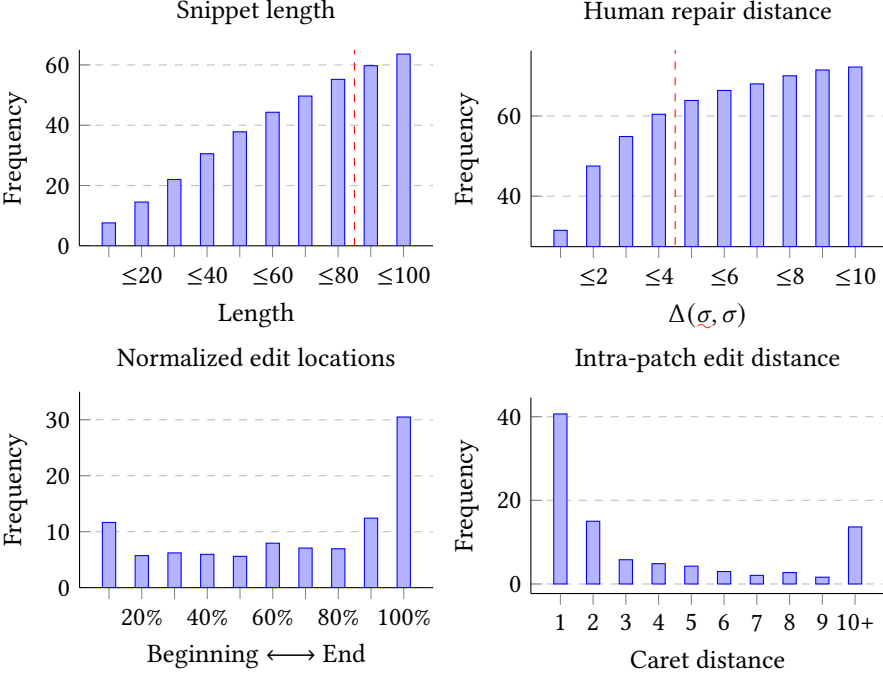 Snippet length
Frequency
60
40
20
0
≤20 ≤40 ≤60 ≤80 ≤100
Length
Human repair distance
Frequency
60
40
≤2 ≤4 ≤6 ≤8 ≤10
Δ(σ, σ)
Normalized edit locations
Frequency
30
20
10
0
20% 40% 60% 80% 100%
Beginning ⟷ End
Intra-patch edit distance
Frequency
40
20
0
1 2 3 4 5 6 7 8 9 10+
Caret distance